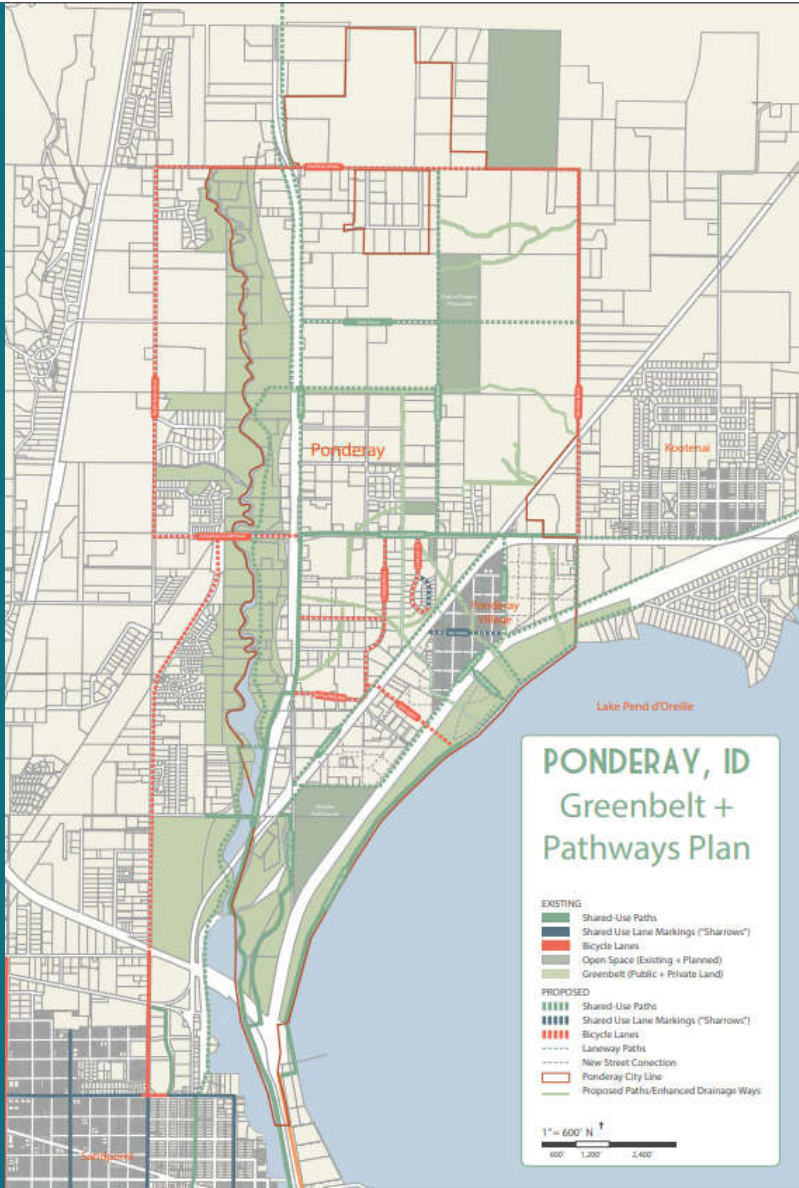 Ponderay
Kootenai
Ponderay
Village
Lake Pend d'Oreille
Sandpoint
PONDERAY, ID
Greenbelt +
Pathways Plan
EXISTING
Shared-Use Paths
Shared Use Lane Markings ("Sharrows")
Bicycle Lanes
Open Space (Existing + Planned)
Greenbelt (Public + Private Land)
PROPOSED
Shared-Use Paths
Shared Use Lane Markings ("Sharrows")
Bicycle Lanes
Laneway Paths
New Street Conection
Ponderay City Line
Proposed Paths/Enhanced Drainage Ways
1" = 600' N
600' 1,200' 2,400'